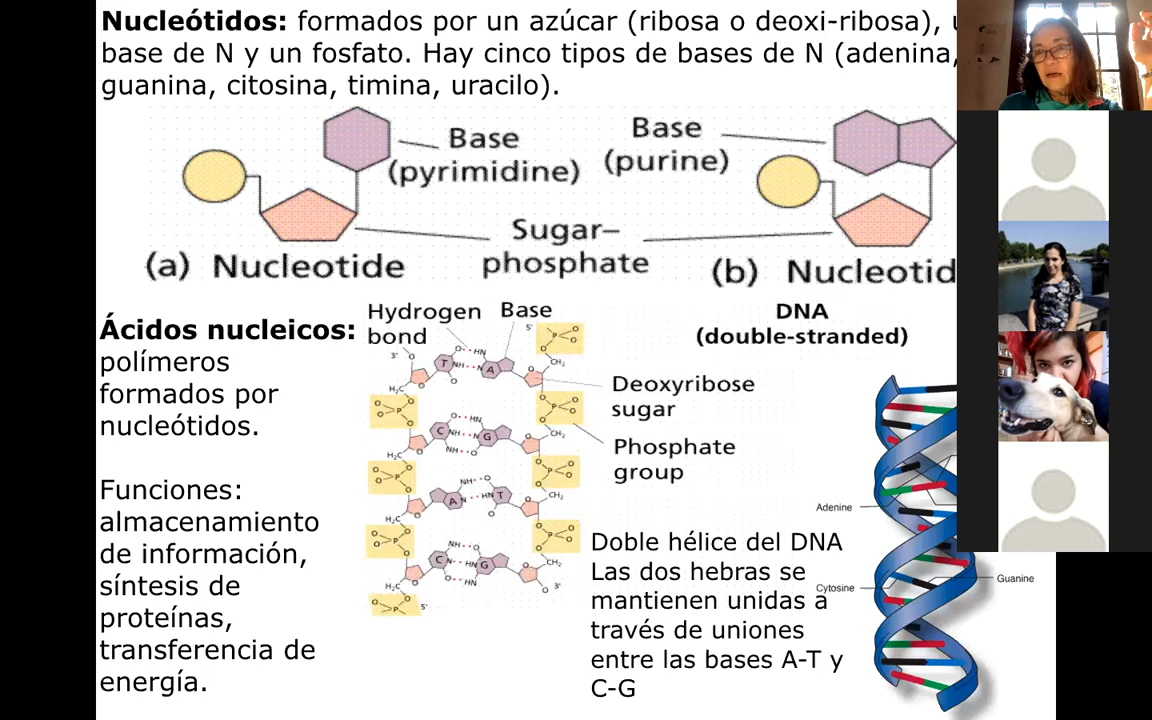 Nucleótidos: formados por un azúcar (ribosa o deoxi-ribosa),
base de N y un fosfato. Hay cinco tipos de bases de N (adenina,
guanina, citosina, timina, uracilo).
Base
(pyrimidine)
Base
(purine)
Sugar–
phosphate
(a) Nucleotide
(b) Nucleotid
Ácidos nucleicos:
polímeros
formados por
nucleótidos.
Funciones:
almacenamiento
de información,
síntesis de
proteínas,
transferencia de
energía.
Hydrogen
bond
Base
DNA
(double-stranded)
Deoxyribose
sugar
Phosphate
group
3'
5'
T
A
C
G
A
T
C
G
5'
3'
Doble hélice del DNA
Las dos hebras se
mantienen unidas a
través de uniones
entre las bases A-T y
C-G
Adenine
Cytosine
Guanine